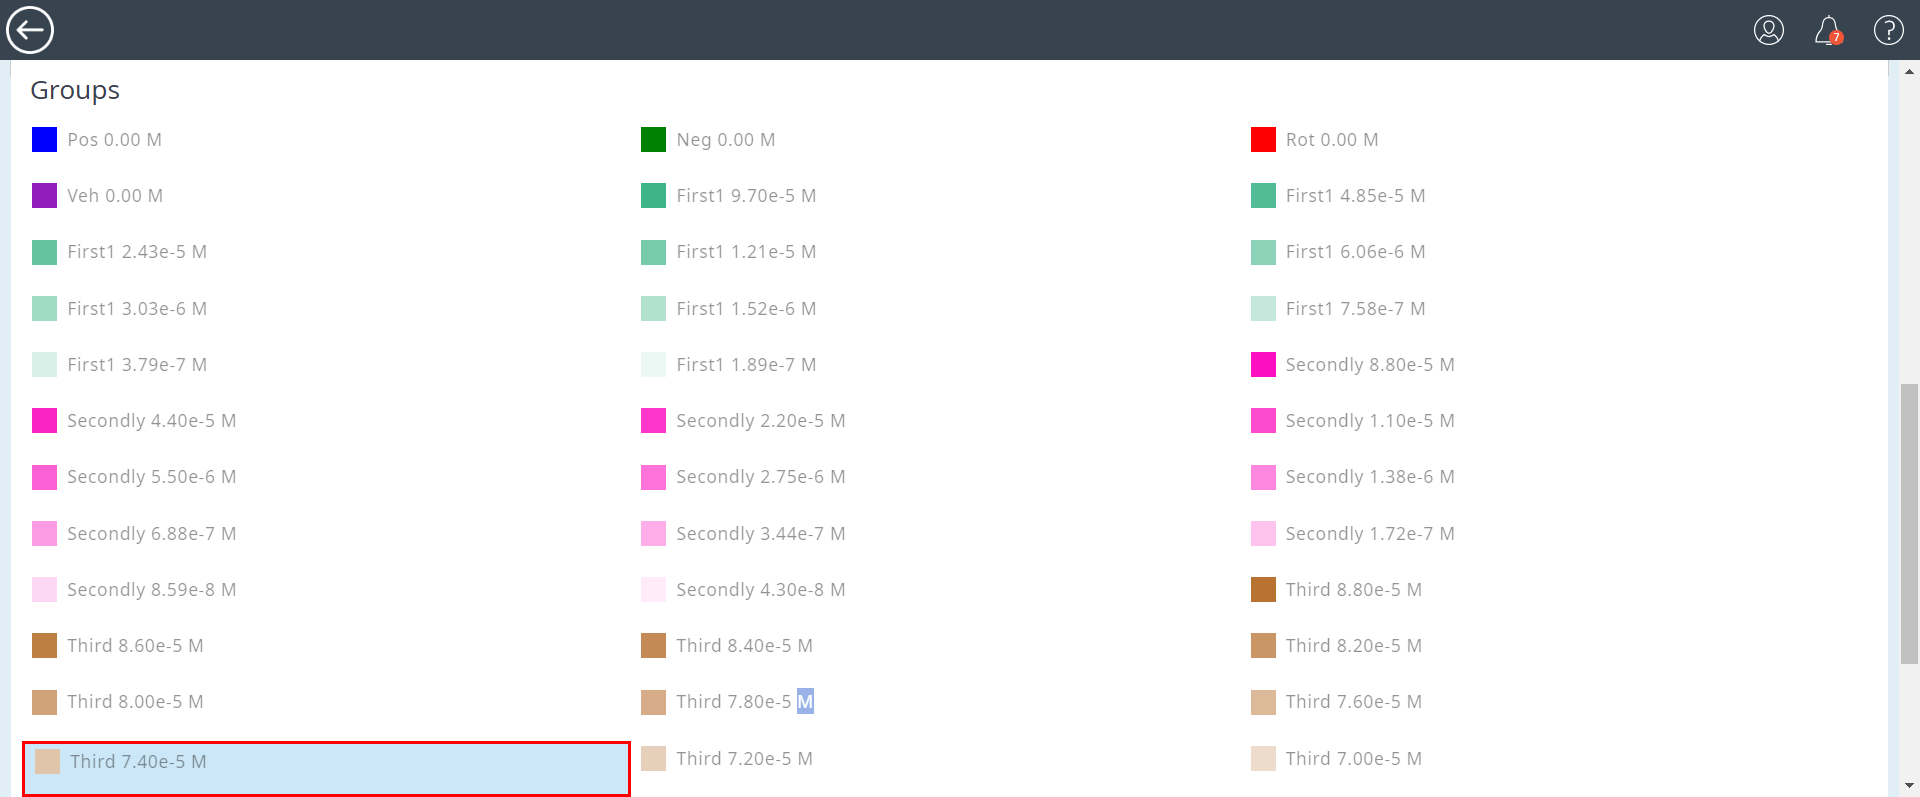 7
?
Groups
Pos 0.00 M
Neg 0.00 M
Rot 0.00 M
Veh 0.00 M
First1 9.70e-5 M
First1 4.85e-5 M
First1 2.43e-5 M
First1 1.21e-5 M
First1 6.06e-6 M
First1 3.03e-6 M
First1 1.52e-6 M
First1 7.58e-7 M
First1 3.79e-7 M
First1 1.89e-7 M
Secondly 8.80e-5 M
Secondly 4.40e-5 M
Secondly 2.20e-5 M
Secondly 1.10e-5 M
Secondly 5.50e-6 M
Secondly 2.75e-6 M
Secondly 1.38e-6 M
Secondly 6.88e-7 M
Secondly 3.44e-7 M
Secondly 1.72e-7 M
Secondly 8.59e-8 M
Secondly 4.30e-8 M
Third 8.80e-5 M
Third 8.60e-5 M
Third 8.40e-5 M
Third 8.20e-5 M
Third 8.00e-5 M
Third 7.80e-5 M
Third 7.60e-5 M
Third 7.40e-5 M
Third 7.20e-5 M
Third 7.00e-5 M